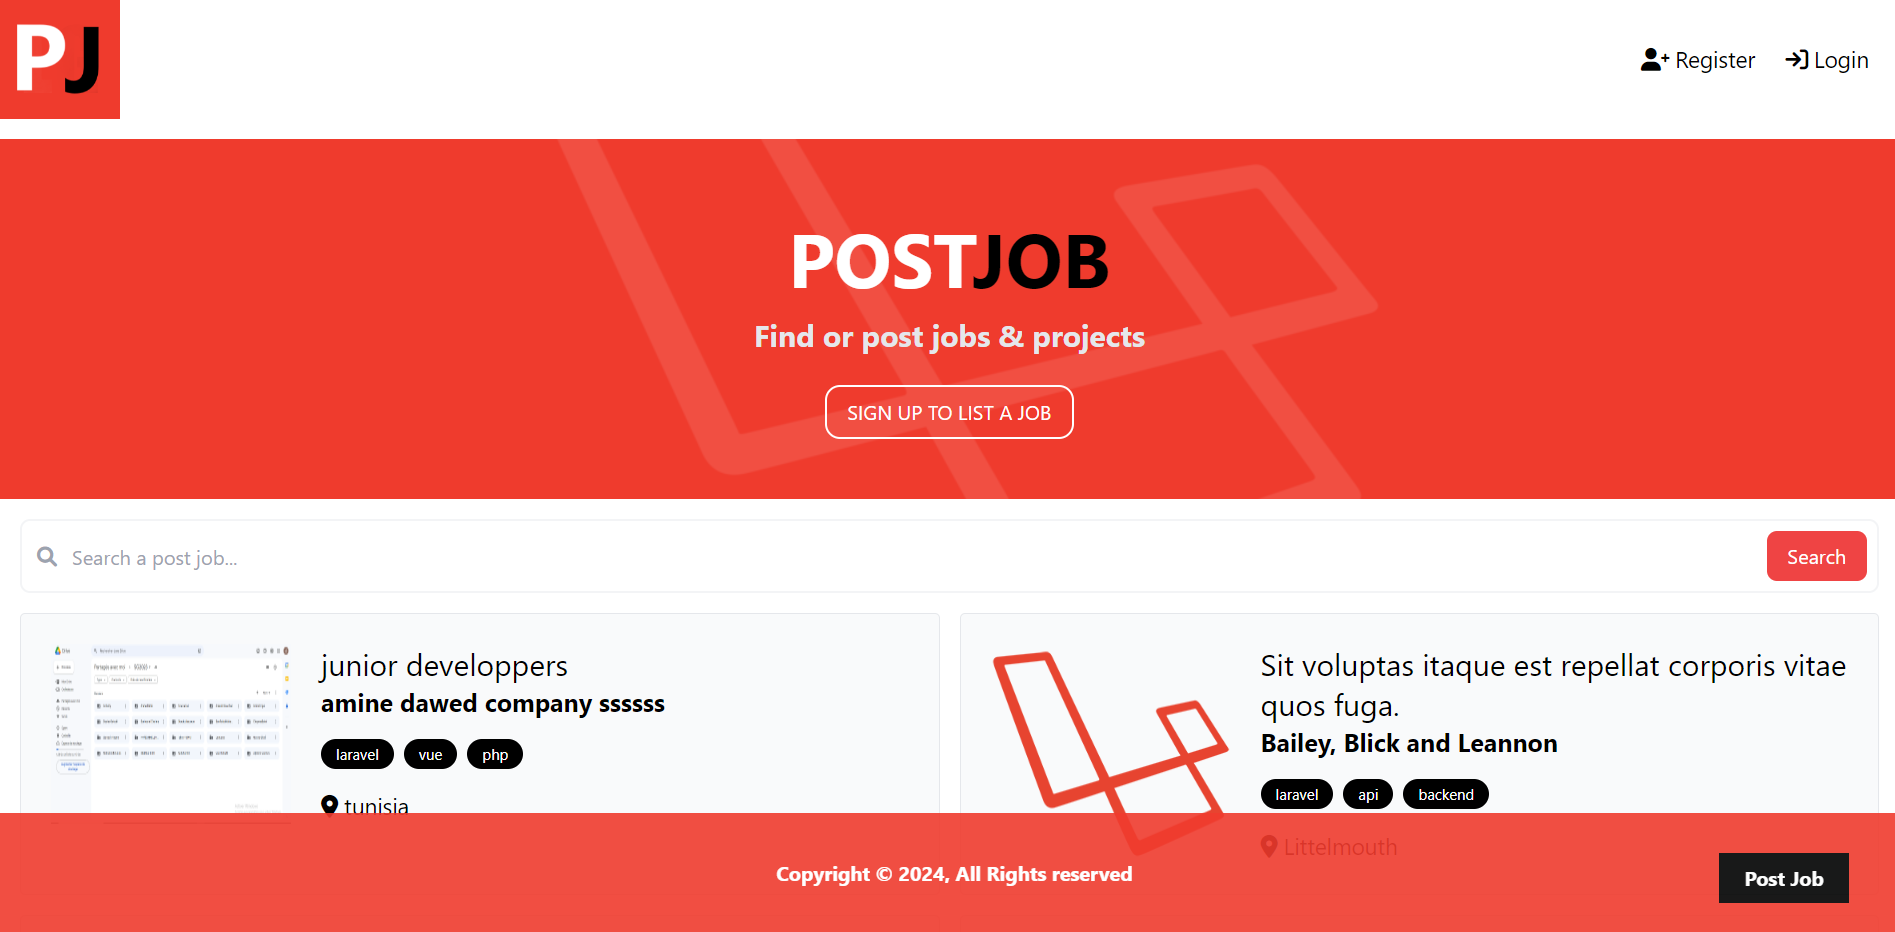 PJ
Register
Login
POSTJOB
Find or post jobs & projects
SIGN UP TO LIST A JOB
Search a post job...
Search
junior developpers
amine dawed company ssssss
laravel
vue
php
tunisia
Sit voluptas itaque est repellat corporis vitae
quos fuga.
Bailey, Blick and Leannon
laravel
api
backend
Littelmouth
Copyright © 2024, All Rights reserved
Post Job